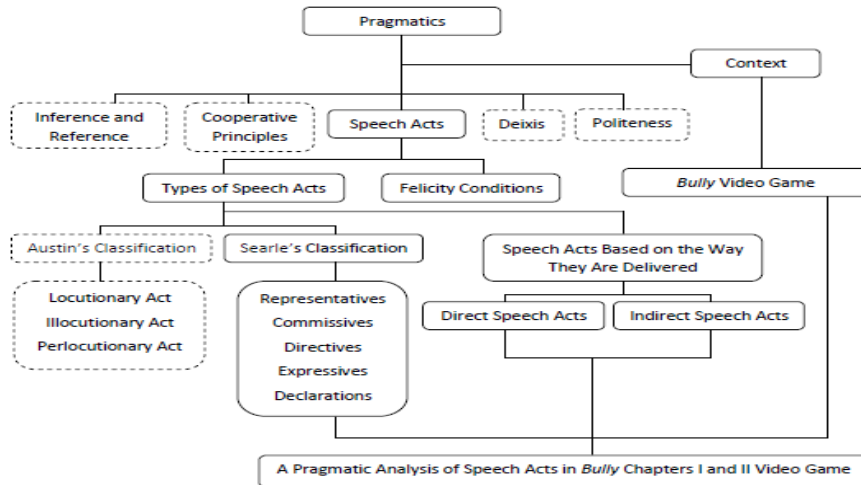 Pragmatics
Context
Inference and
Reference
Cooperative
Principles
Speech Acts
Deixis
Politeness
Types of Speech Acts
Felicity Conditions
Bully Video Game
Austin's Classification
Searle's Classification
Speech Acts Based on the Way
They Are Delivered
Locutionary Act
Illocutionary Act
Perlocutionary Act
Representatives
Commissives
Directives
Expressives
Declarations
Direct Speech Acts
Indirect Speech Acts
A Pragmatic Analysis of Speech Acts in Bully Chapters I and II Video Game